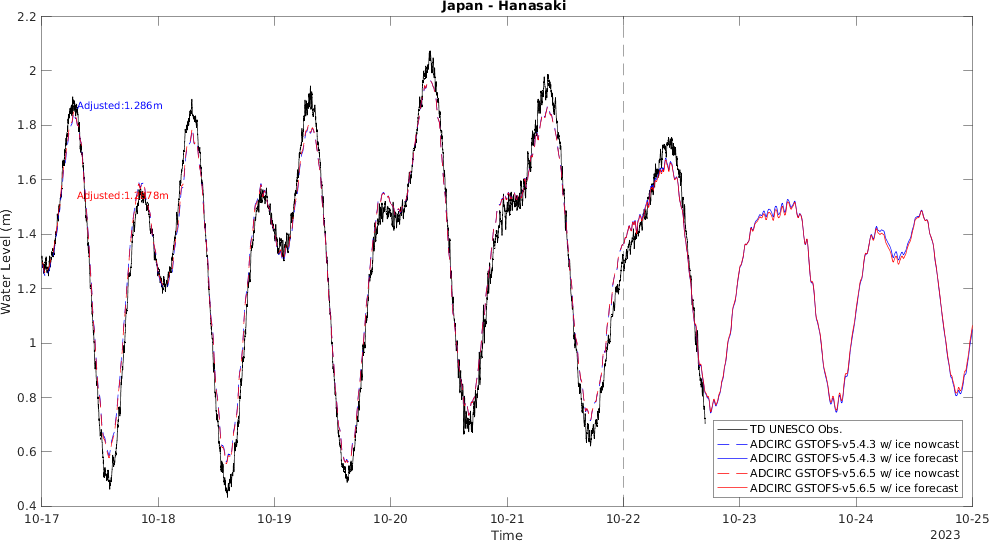 Japan - Hanasaki
2.2
2
1.8
1.6
1.4
1.2
1
0.8
0.6
0.4
Water Level (m)
Adjusted:1.286m
TD UNESCO Obs.
ADCIRC GSTOFS-v5.4.3 w/ ice nowcast
ADCIRC GSTOFS-v5.4.3 w/ ice forecast
ADCIRC GSTOFS-v5.6.5 w/ ice nowcast
ADCIRC GSTOFS-v5.6.5 w/ ice forecast
10-17 10-18 10-19 10-20 10-21 10-22 10-23 10-24 10-25
Time
2023